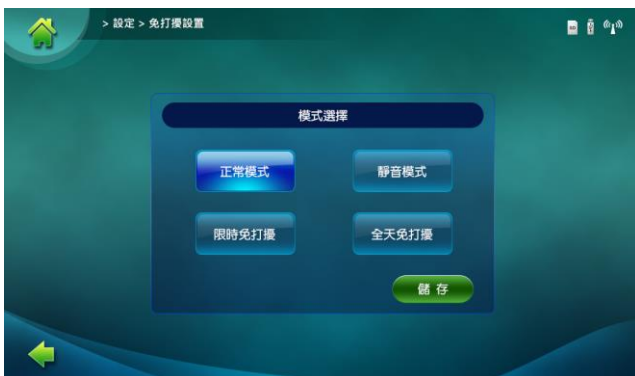 > 設定 > 免打擾設置
模式選擇
正常模式
靜音模式
限時免打擾
全天免打擾
儲存